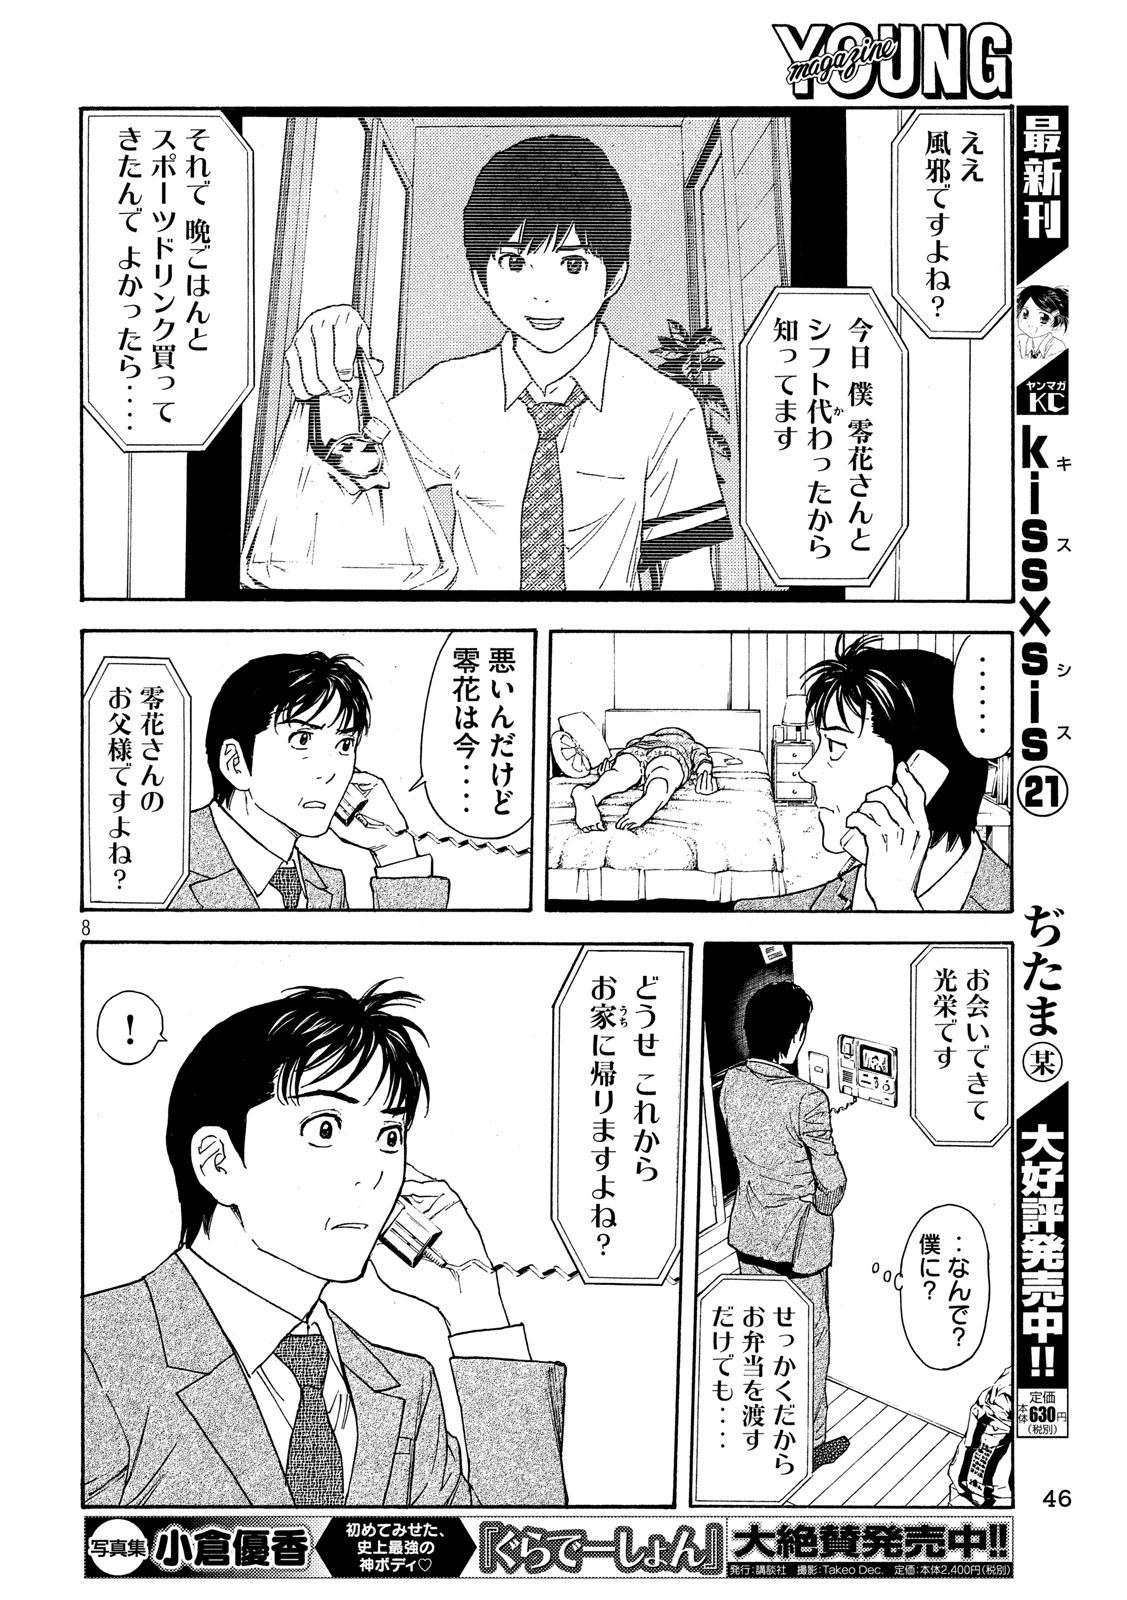 YOUNG
magazine
ええ
風邪ですよね?
今日 僕 零花さんと
シフト代わったから
か
知ってます
それで 晩ごはんと
スポーツドリンク買って
きたんで よかったら‥‥
‥‥‥
悪いんだけど
零花は今‥‥
零花さんの
お父様ですよね?
8
お会いできて
光栄です
‥なんで?
僕に?
せっかくだから
お弁当を渡す
だけでも‥‥
どうせ これから
お家に帰りますよね?
うち
!
最新刊
ヤンマガ
KC
kiss×sis㉑
キスシス
ぢたま㊙某
大好評発売中!!
定価
本体630円
(税別)
46
写真集
小倉優香
初めてみせた、
史上最強の
神ボディ♡
『ぐらでーしょん』
大絶賛発売中!!
発行:講談社 撮影:Takeo Dec. 定価:本体2,400円(税別)